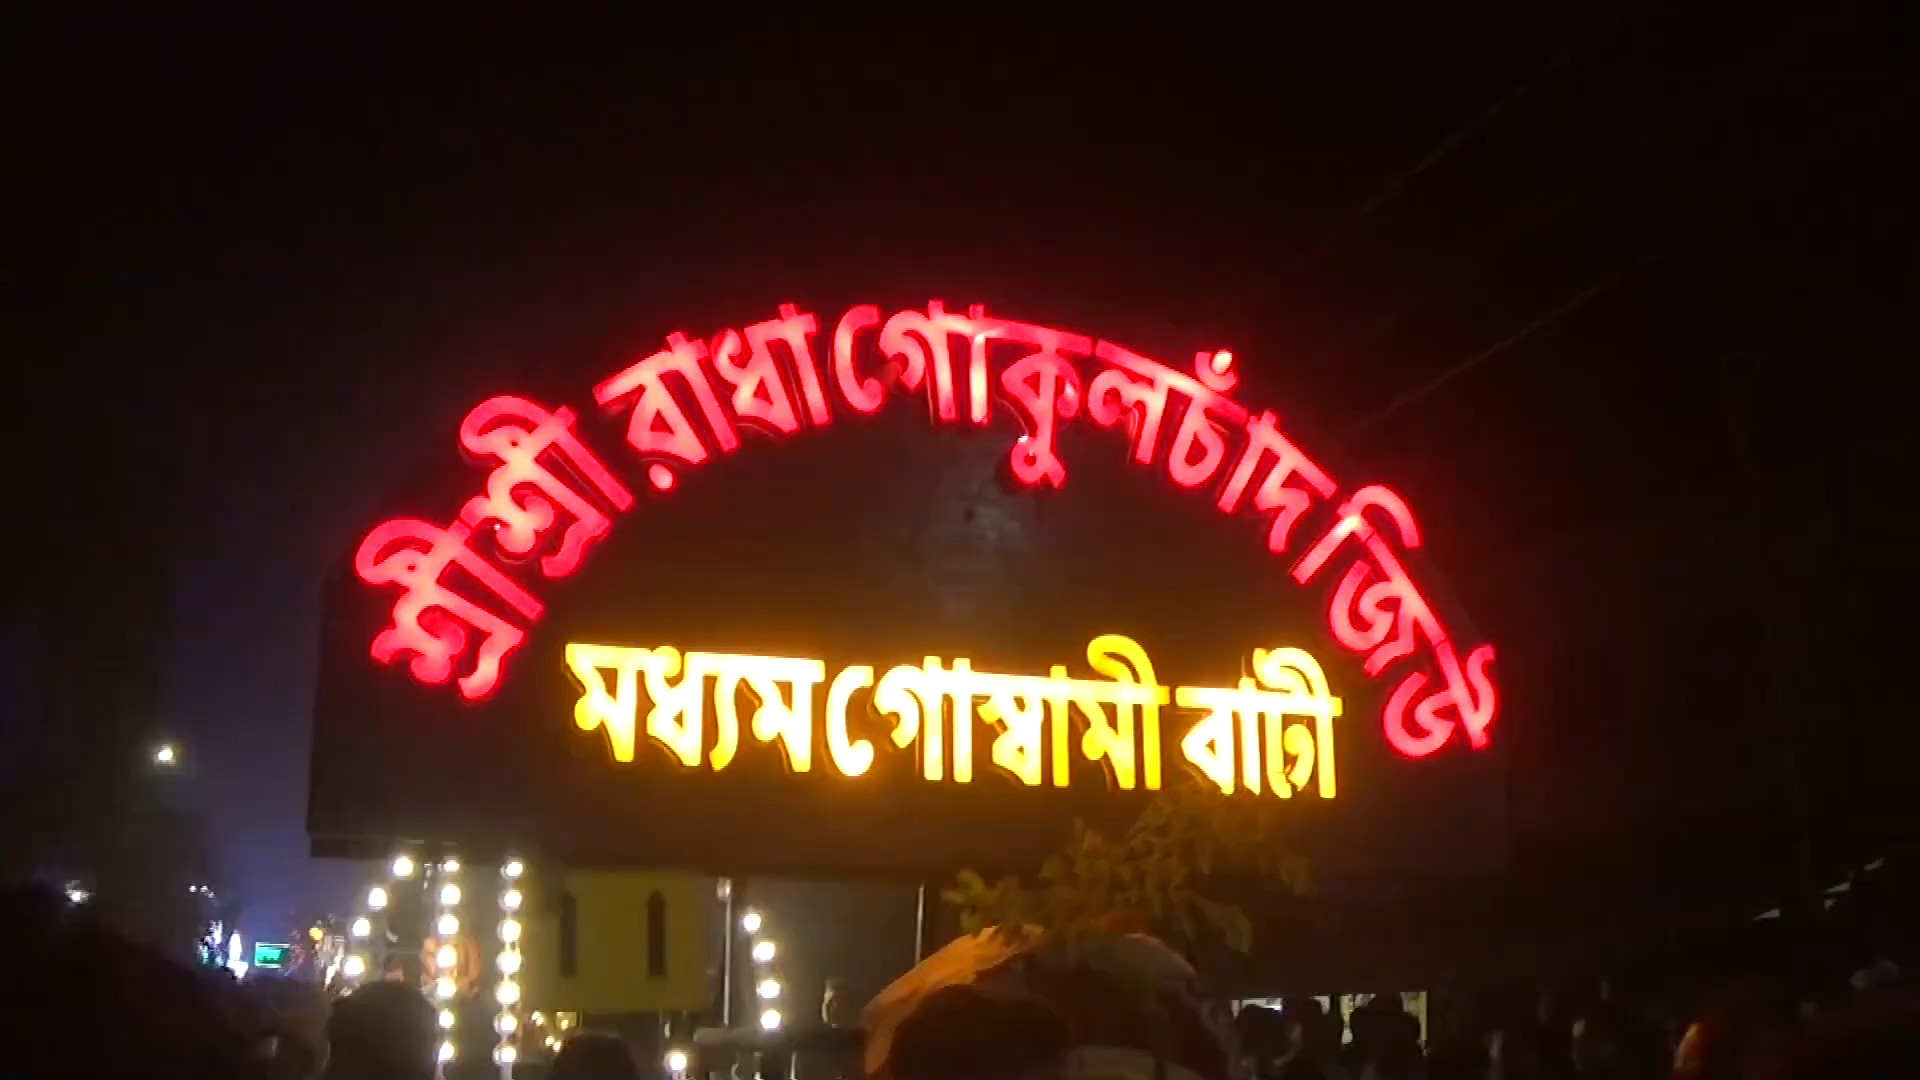 শ্রীশ্রী রাধা গোকুলচাঁদ জিউ
মধ্যম গোস্বামী বাটী